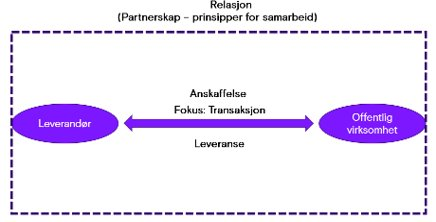 Relasjon
(Partnerskap – prinsipper for samarbeid)
Anskaffelse
Fokus: Transaksjon
Leverandør
Offentlig
virksomhet
Leveranse